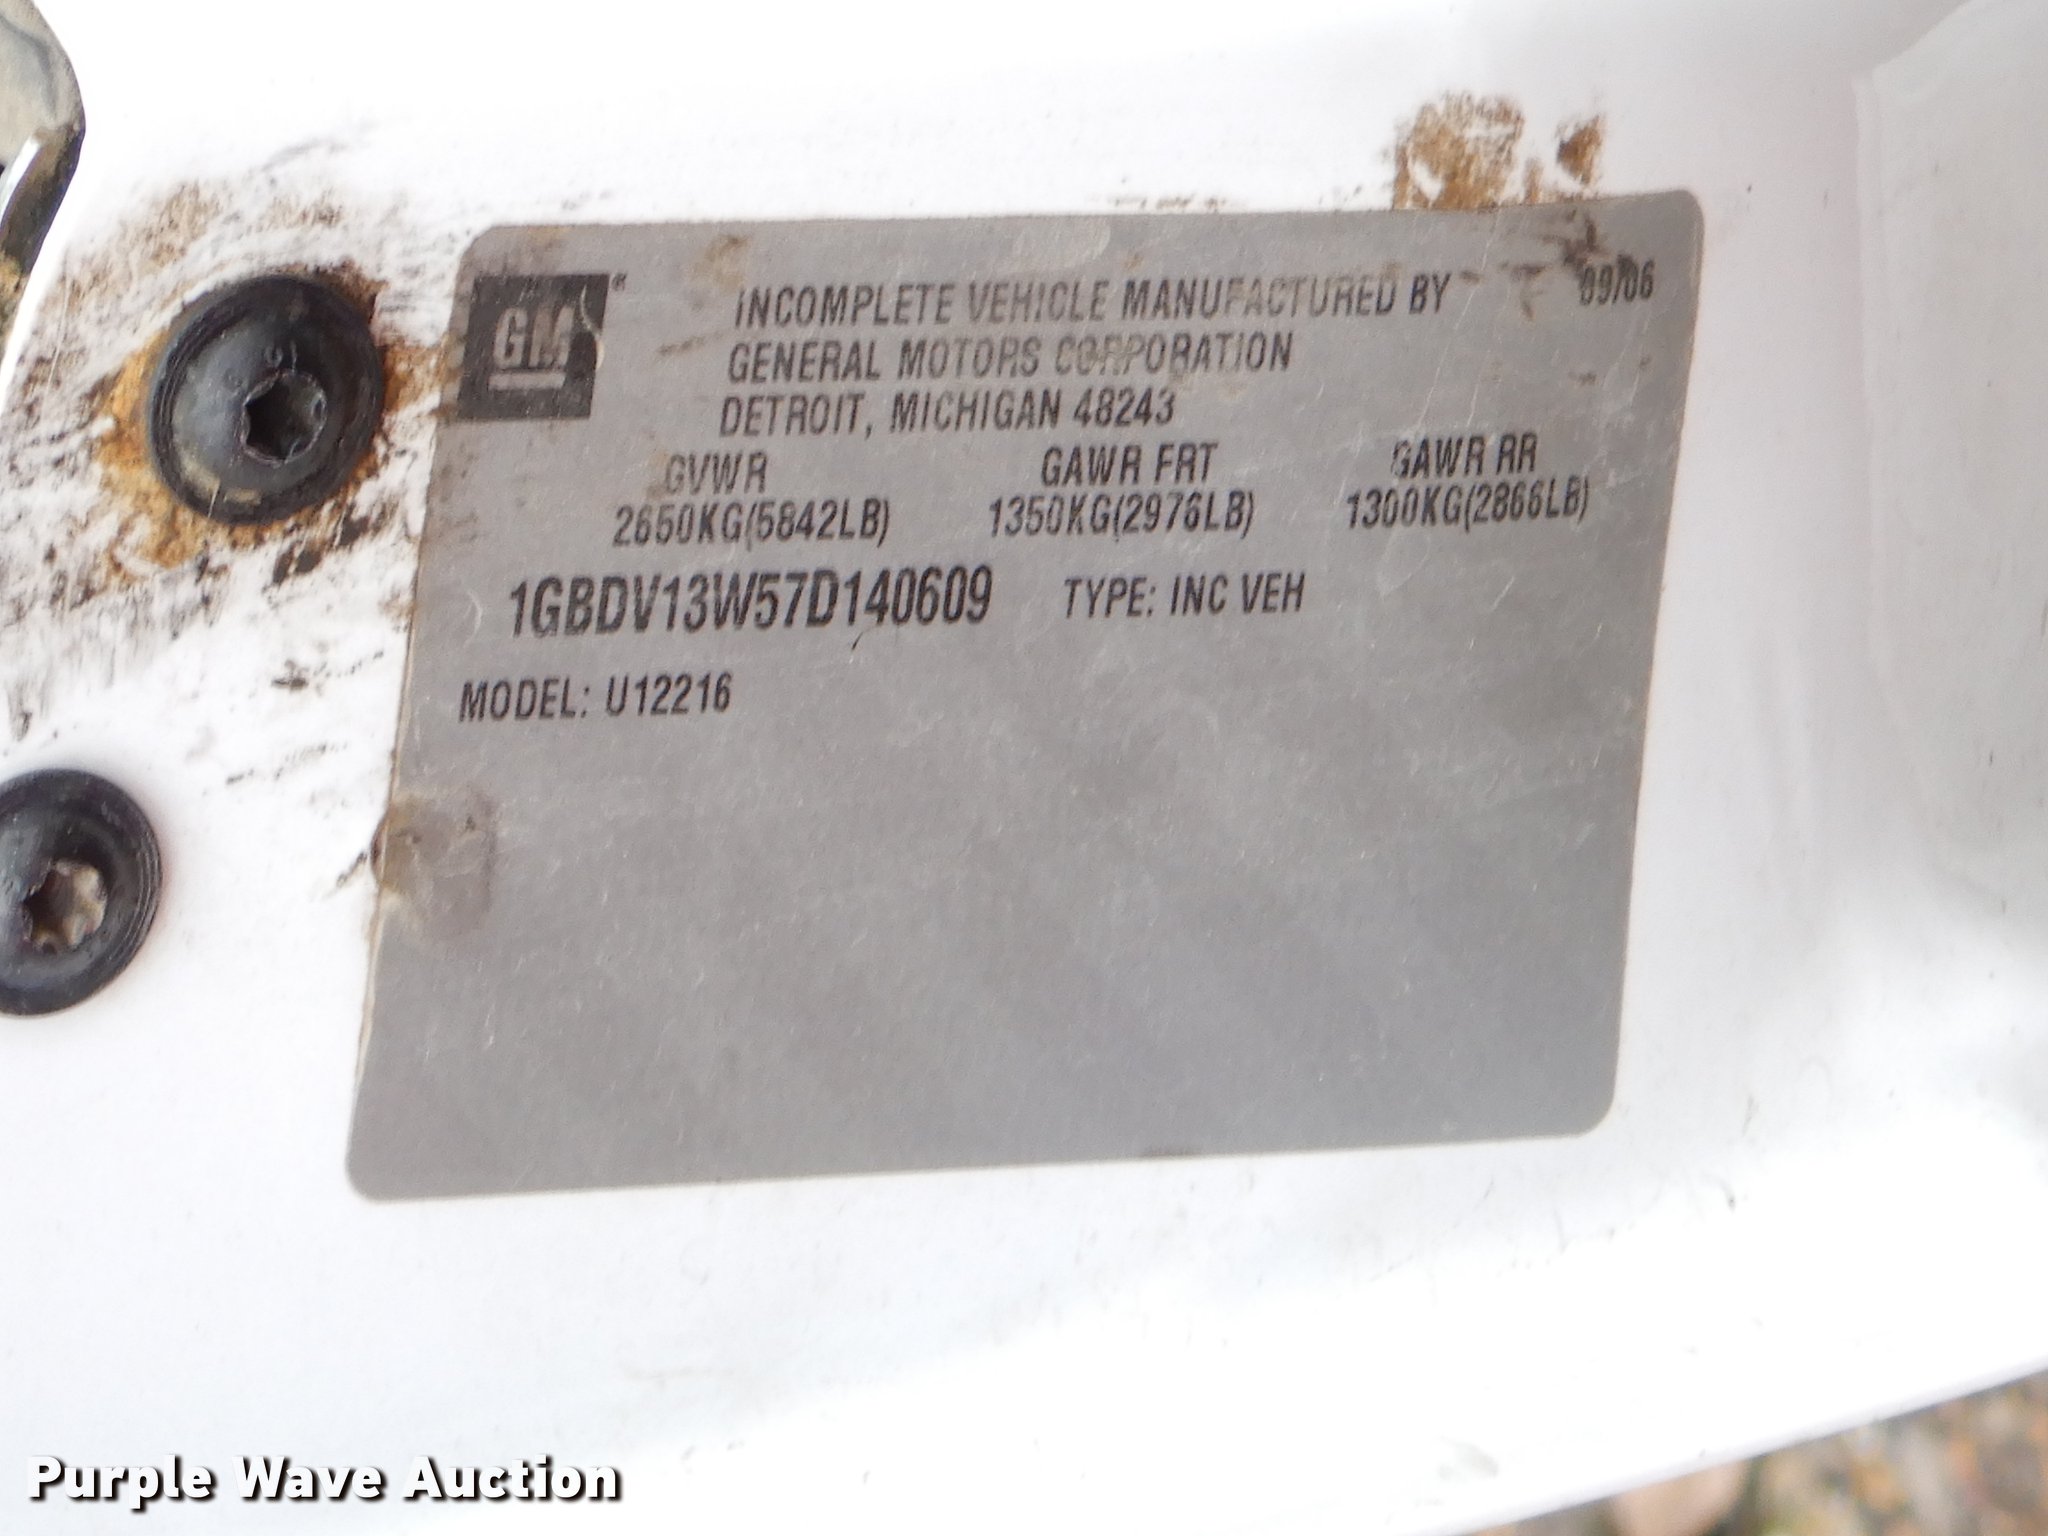 GM®
INCOMPLETE VEHICLE MANUFACTURED BY 09/06
GENERAL MOTORS CORPORATION
DETROIT, MICHIGAN 48243
GVWR GAWR FRT GAWR RR
2650KG(5842LB) 1350KG(2976LB) 1300KG(2866LB)
1GBDV13W57D140609 TYPE: INC VEH
MODEL: U12216
Purple Wave Auction